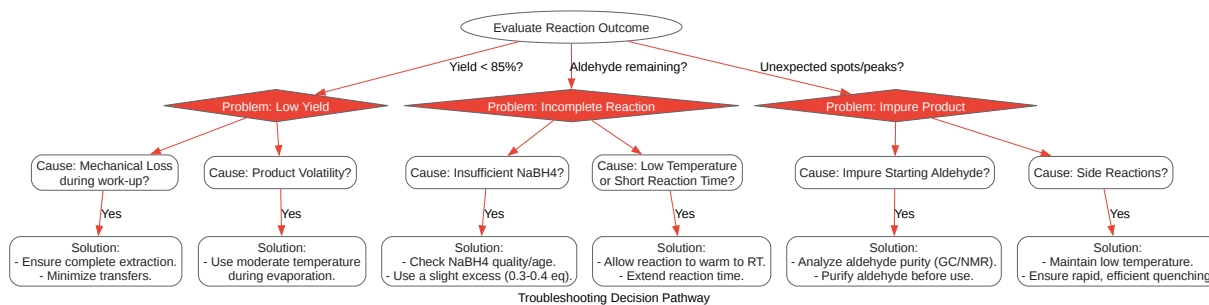 Evaluate Reaction Outcome
Yield < 85%?
Aldehyde remaining?
Unexpected spots/peaks?
Problem: Low Yield
Problem: Incomplete Reaction
Problem: Impure Product
Cause: Mechanical Loss
during work-up?
Cause: Product Volatility?
Cause: Insufficient NaBH4?
Cause: Low Temperature
or Short Reaction Time?
Cause: Impure Starting Aldehyde?
Cause: Side Reactions?
Yes
Yes
Yes
Yes
Yes
Yes
Solution:
- Ensure complete extraction.
- Minimize transfers.
Solution:
- Use moderate temperature
during evaporation.
Solution:
- Check NaBH4 quality/age.
- Use a slight excess (0.3-0.4 eq).
Solution:
- Allow reaction to warm to RT.
- Extend reaction time.
Solution:
- Analyze aldehyde purity (GC/NMR).
- Purify aldehyde before use.
Solution:
- Maintain low temperature.
- Ensure rapid, efficient quenching.
Troubleshooting Decision Pathway